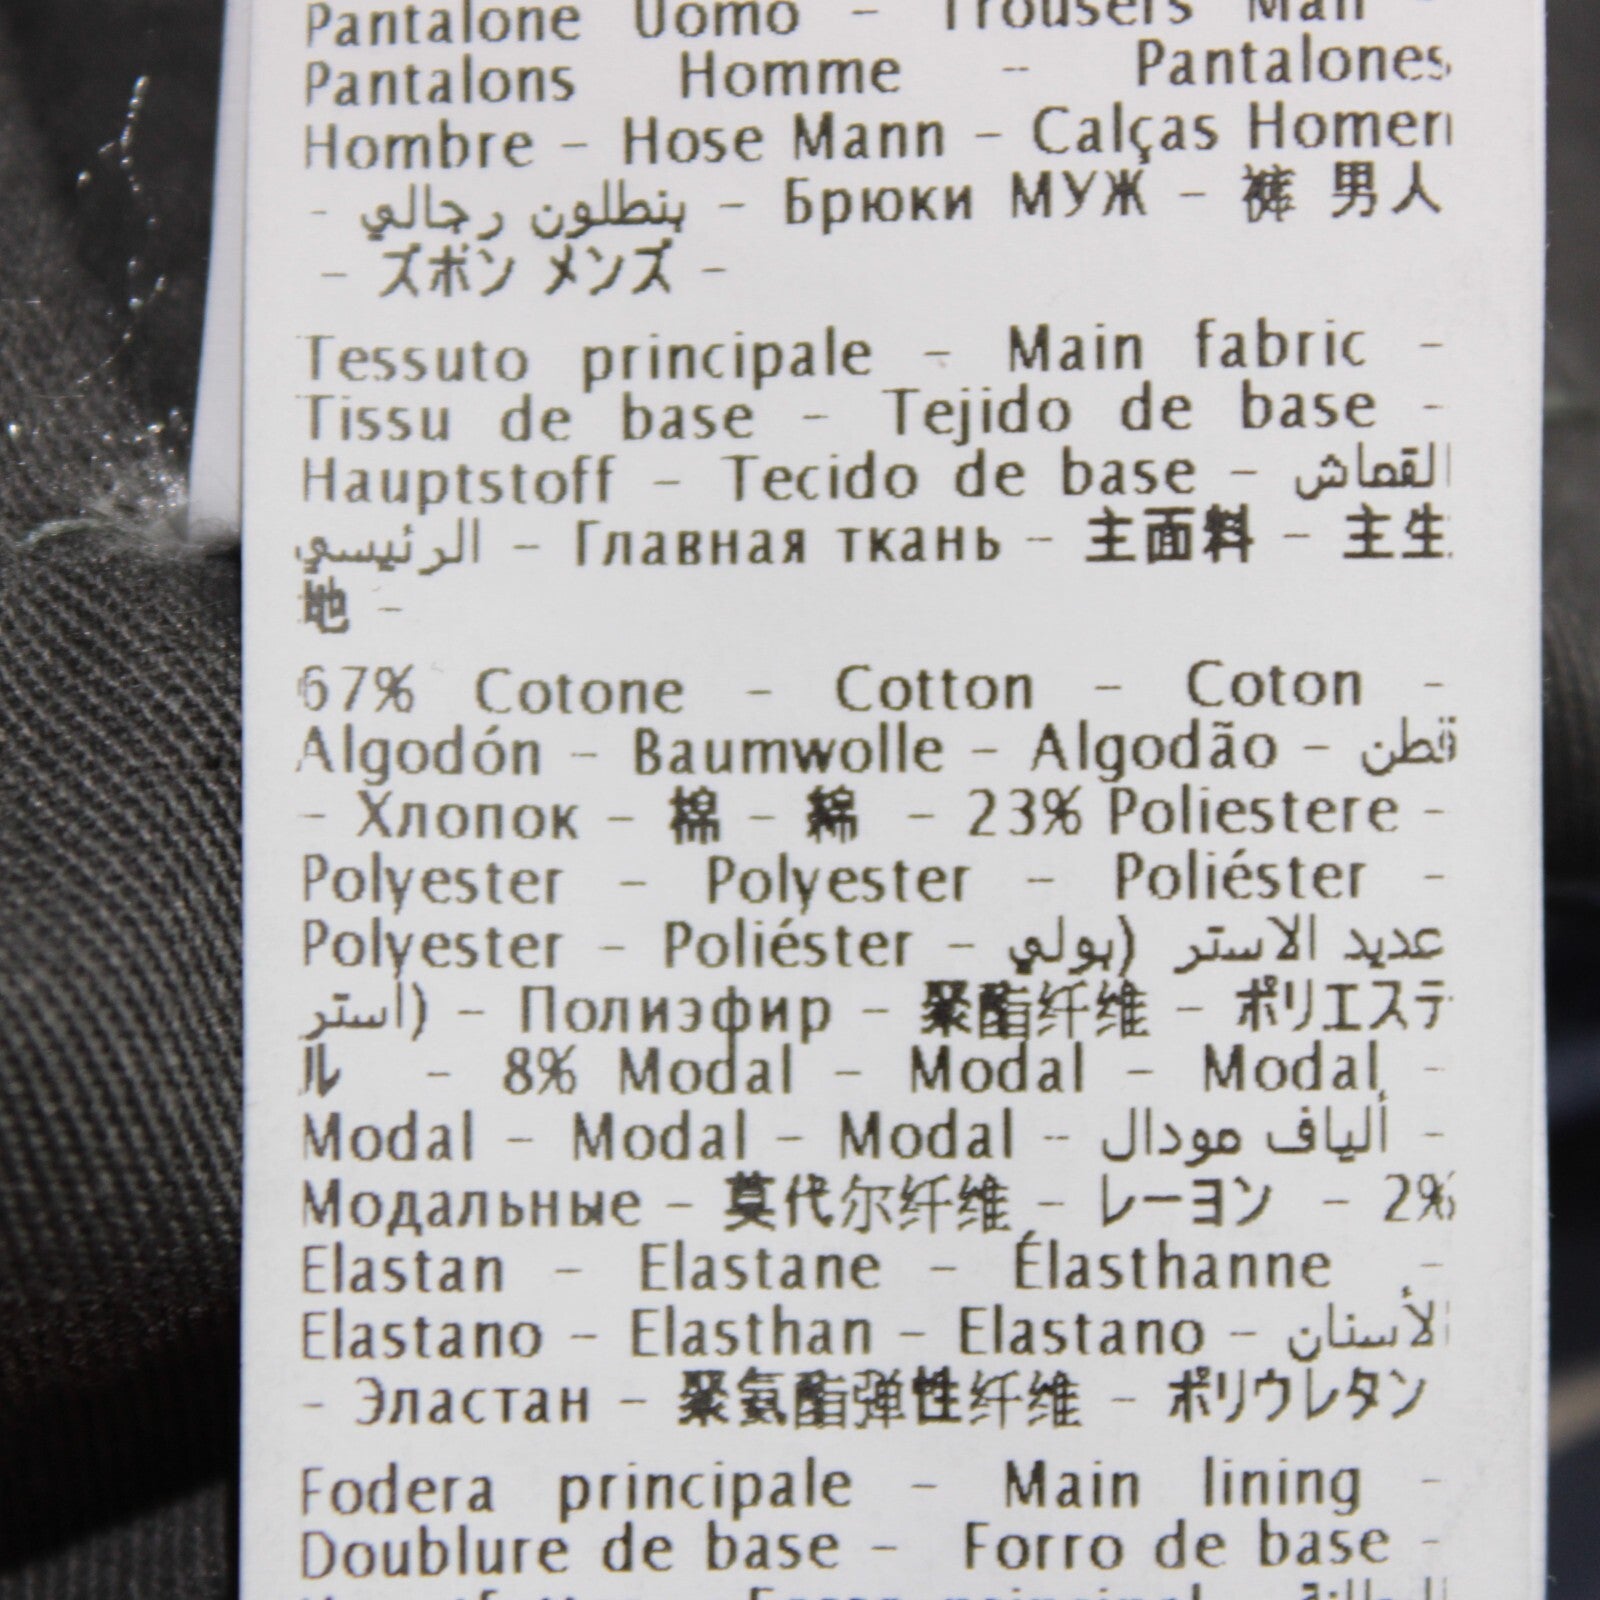 Pantalone Uomo - Trousers Man -
Pantalons Homme - Pantalones
Hombre - Hose Mann - Calças Homem
- بنطلون رجالي - Брюки МУЖ - 裤 男人
- ズボン メンズ -
Tessuto principale - Main fabric -
Tissu de base - Tejido de base -
Hauptstoff - Tecido de base - القماش
الرئيسي - Главная ткань - 主面料 - 主生
地 -
67% Cotone - Cotton - Coton -
Algodón - Baumwolle - Algodão - قطن
- Хлопок - 棉 - 綿 - 23% Poliestere -
Polyester - Polyester - Poliéster -
Polyester - Poliéster - عديد الاستر (بولي
استر) - Полиэфир - 聚酯纤维 - ポリエステ
ル - 8% Modal - Modal - Modal -
Modal - Modal - Modal - ألياف مودال -
Модальные - 莫代尔纤维 - レーヨン - 2%
Elastan - Elastane - Élasthanne -
Elastano - Elasthan - Elastano - الأسنان
- Эластан - 聚氨酯弹性纤维 - ポリウレタン
Fodera principale - Main lining -
Doublure de base - Forro de base -